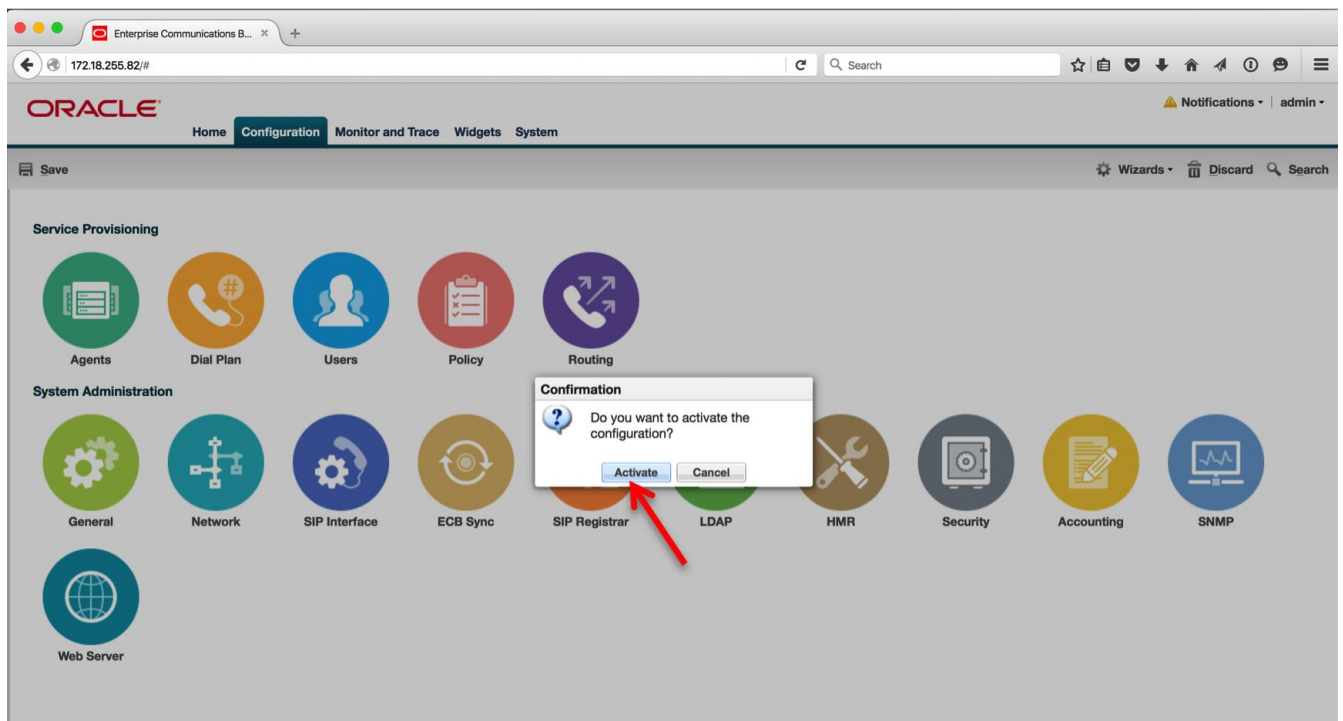 Enterprise Communications B...
172.18.255.82/#
Search
ORACLE
Notifications
admin
Home Configuration Monitor and Trace Widgets System
Save
Wizards
Discard
Search
Service Provisioning
Agents Dial Plan Users Policy Routing
System Administration
Confirmation
Do you want to activate the
configuration?
Activate Cancel
General Network SIP Interface ECB Sync SIP Registrar LDAP HMR Security Accounting SNMP
Web Server